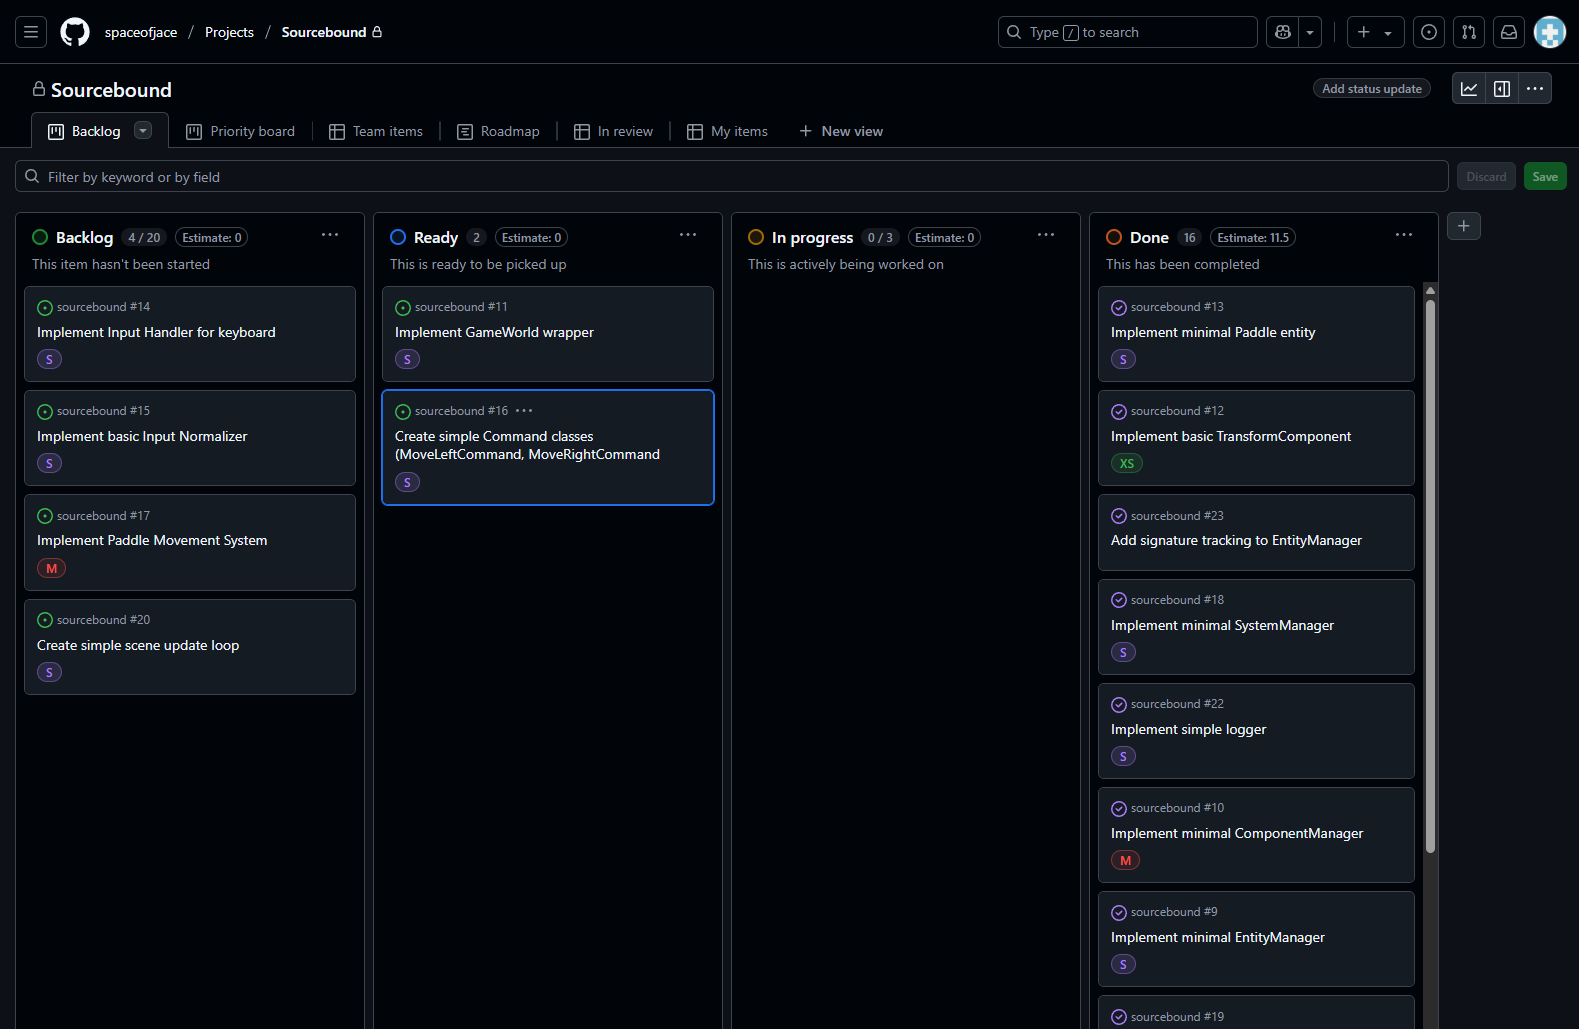 spaceofjace / Projects / Sourcebound
Type / to search
Sourcebound
Add status update
Backlog
Priority board
Team items
Roadmap
In review
My items
New view
Filter by keyword or by field
Discard
Save
Backlog 4 / 20 Estimate: 0
This item hasn't been started
sourcebound #14
Implement Input Handler for keyboard
S
sourcebound #15
Implement basic Input Normalizer
S
sourcebound #17
Implement Paddle Movement System
M
sourcebound #20
Create simple scene update loop
S
Ready 2 Estimate: 0
This is ready to be picked up
sourcebound #11
Implement GameWorld wrapper
S
sourcebound #16
Create simple Command classes
(MoveLeftCommand, MoveRightCommand
S
In progress 0 / 3 Estimate: 0
This is actively being worked on
Done 16 Estimate: 11.5
This has been completed
sourcebound #13
Implement minimal Paddle entity
S
sourcebound #12
Implement basic TransformComponent
XS
sourcebound #23
Add signature tracking to EntityManager
sourcebound #18
Implement minimal SystemManager
S
sourcebound #22
Implement simple logger
S
sourcebound #10
Implement minimal ComponentManager
M
sourcebound #9
Implement minimal EntityManager
S
sourcebound #19